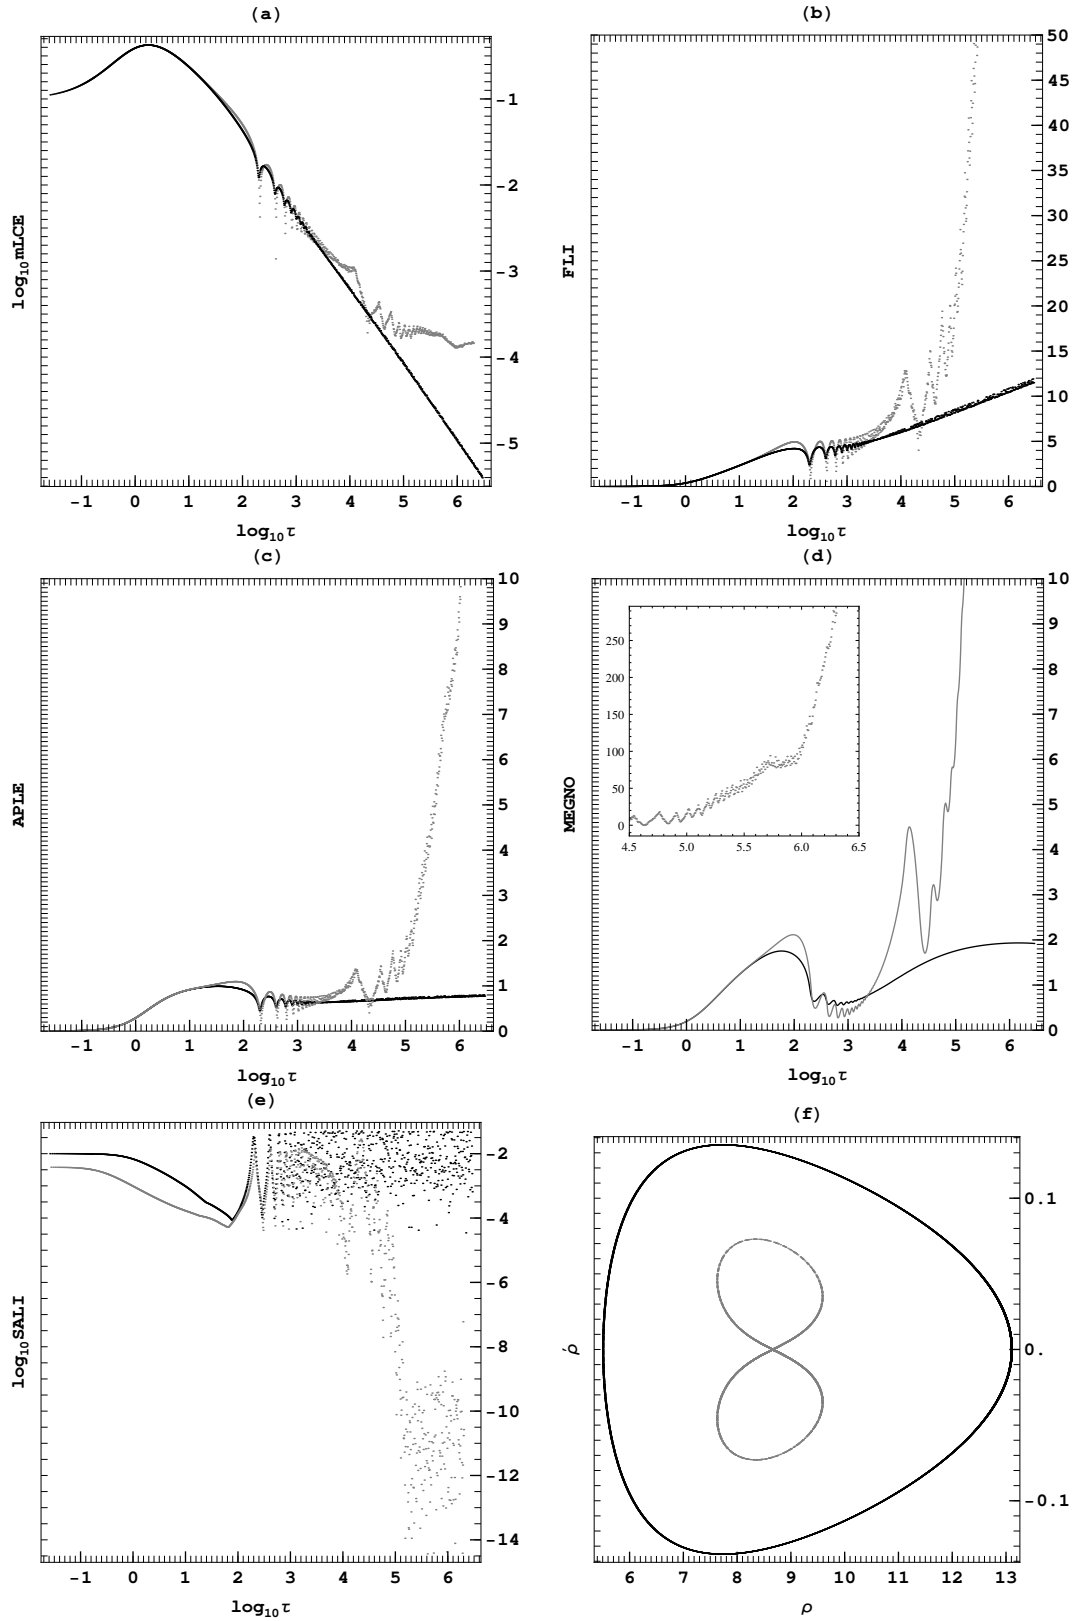 (a)
log₁₀mLCE
-1
-2
-3
-4
-5
-1 0 1 2 3 4 5 6
log₁₀τ
(b)
FLI
50
45
40
35
30
25
20
15
10
5
0
-1 0 1 2 3 4 5 6
log₁₀τ
(c)
APLE
10
9
8
7
6
5
4
3
2
1
0
-1 0 1 2 3 4 5 6
log₁₀τ
(d)
MEGNO
250
200
150
100
50
0
4.5 5.0 5.5 6.0 6.5
10
9
8
7
6
5
4
3
2
1
0
-1 0 1 2 3 4 5 6
log₁₀τ
(e)
log₁₀SALI
-2
-4
-6
-8
-10
-12
-14
-1 0 1 2 3 4 5 6
log₁₀τ
(f)
ρ̇
0.1
0.
-0.1
6 7 8 9 10 11 12 13
ρ